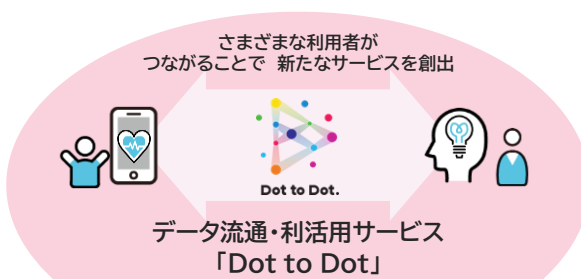 さまざまな利用者が
つながることで 新たなサービスを創出
Dot to Dot.
データ流通・利活用サービス
「Dot to Dot」